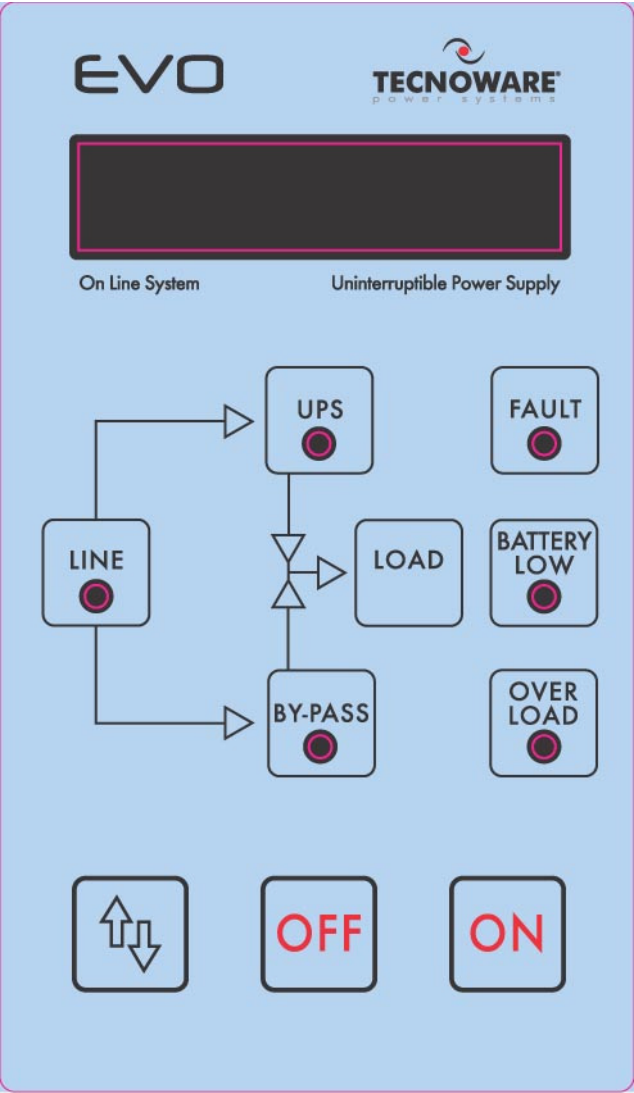 EVO
TECNOWARE®
power systems
On Line System
Uninterruptible Power Supply
UPS
FAULT
LINE
LOAD
BATTERY
LOW
BY-PASS
OVER
LOAD
OFF
ON